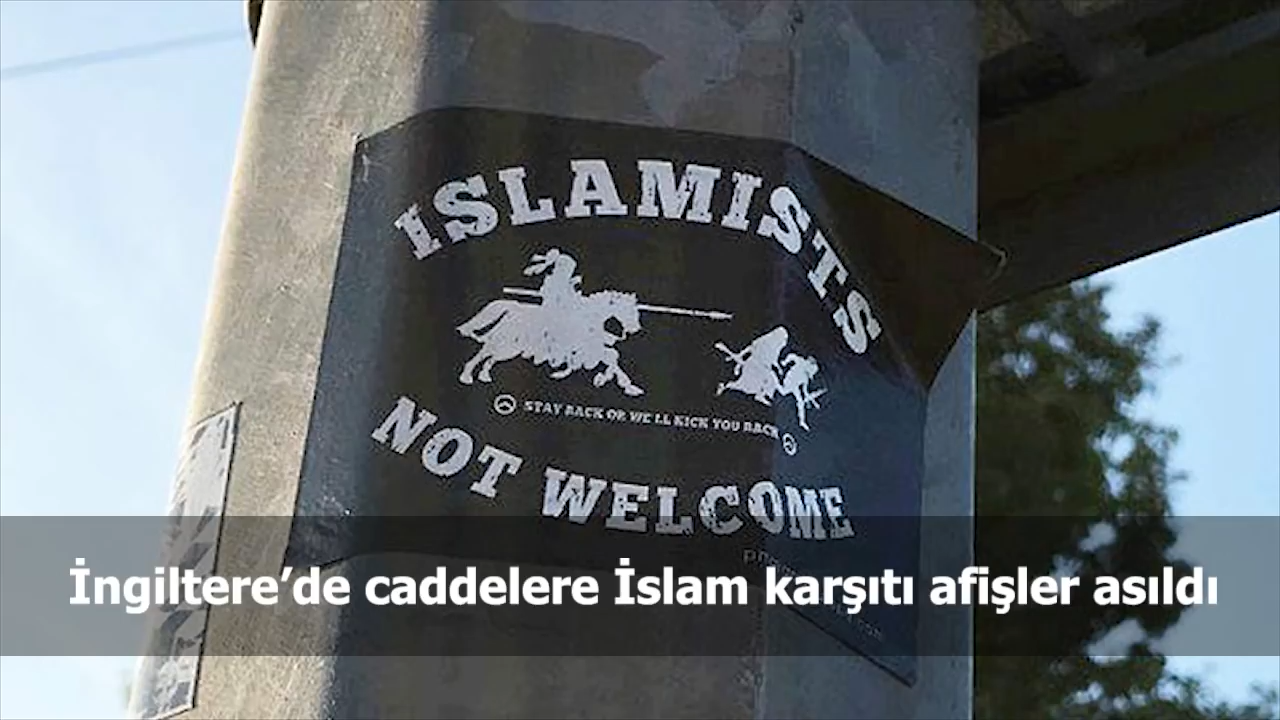 ISLAMISTS
STAY BACK OR WE'LL KICK YOU BACK
NOT WELCOME
İngiltere’de caddelere İslam karşıtı afişler asıldı